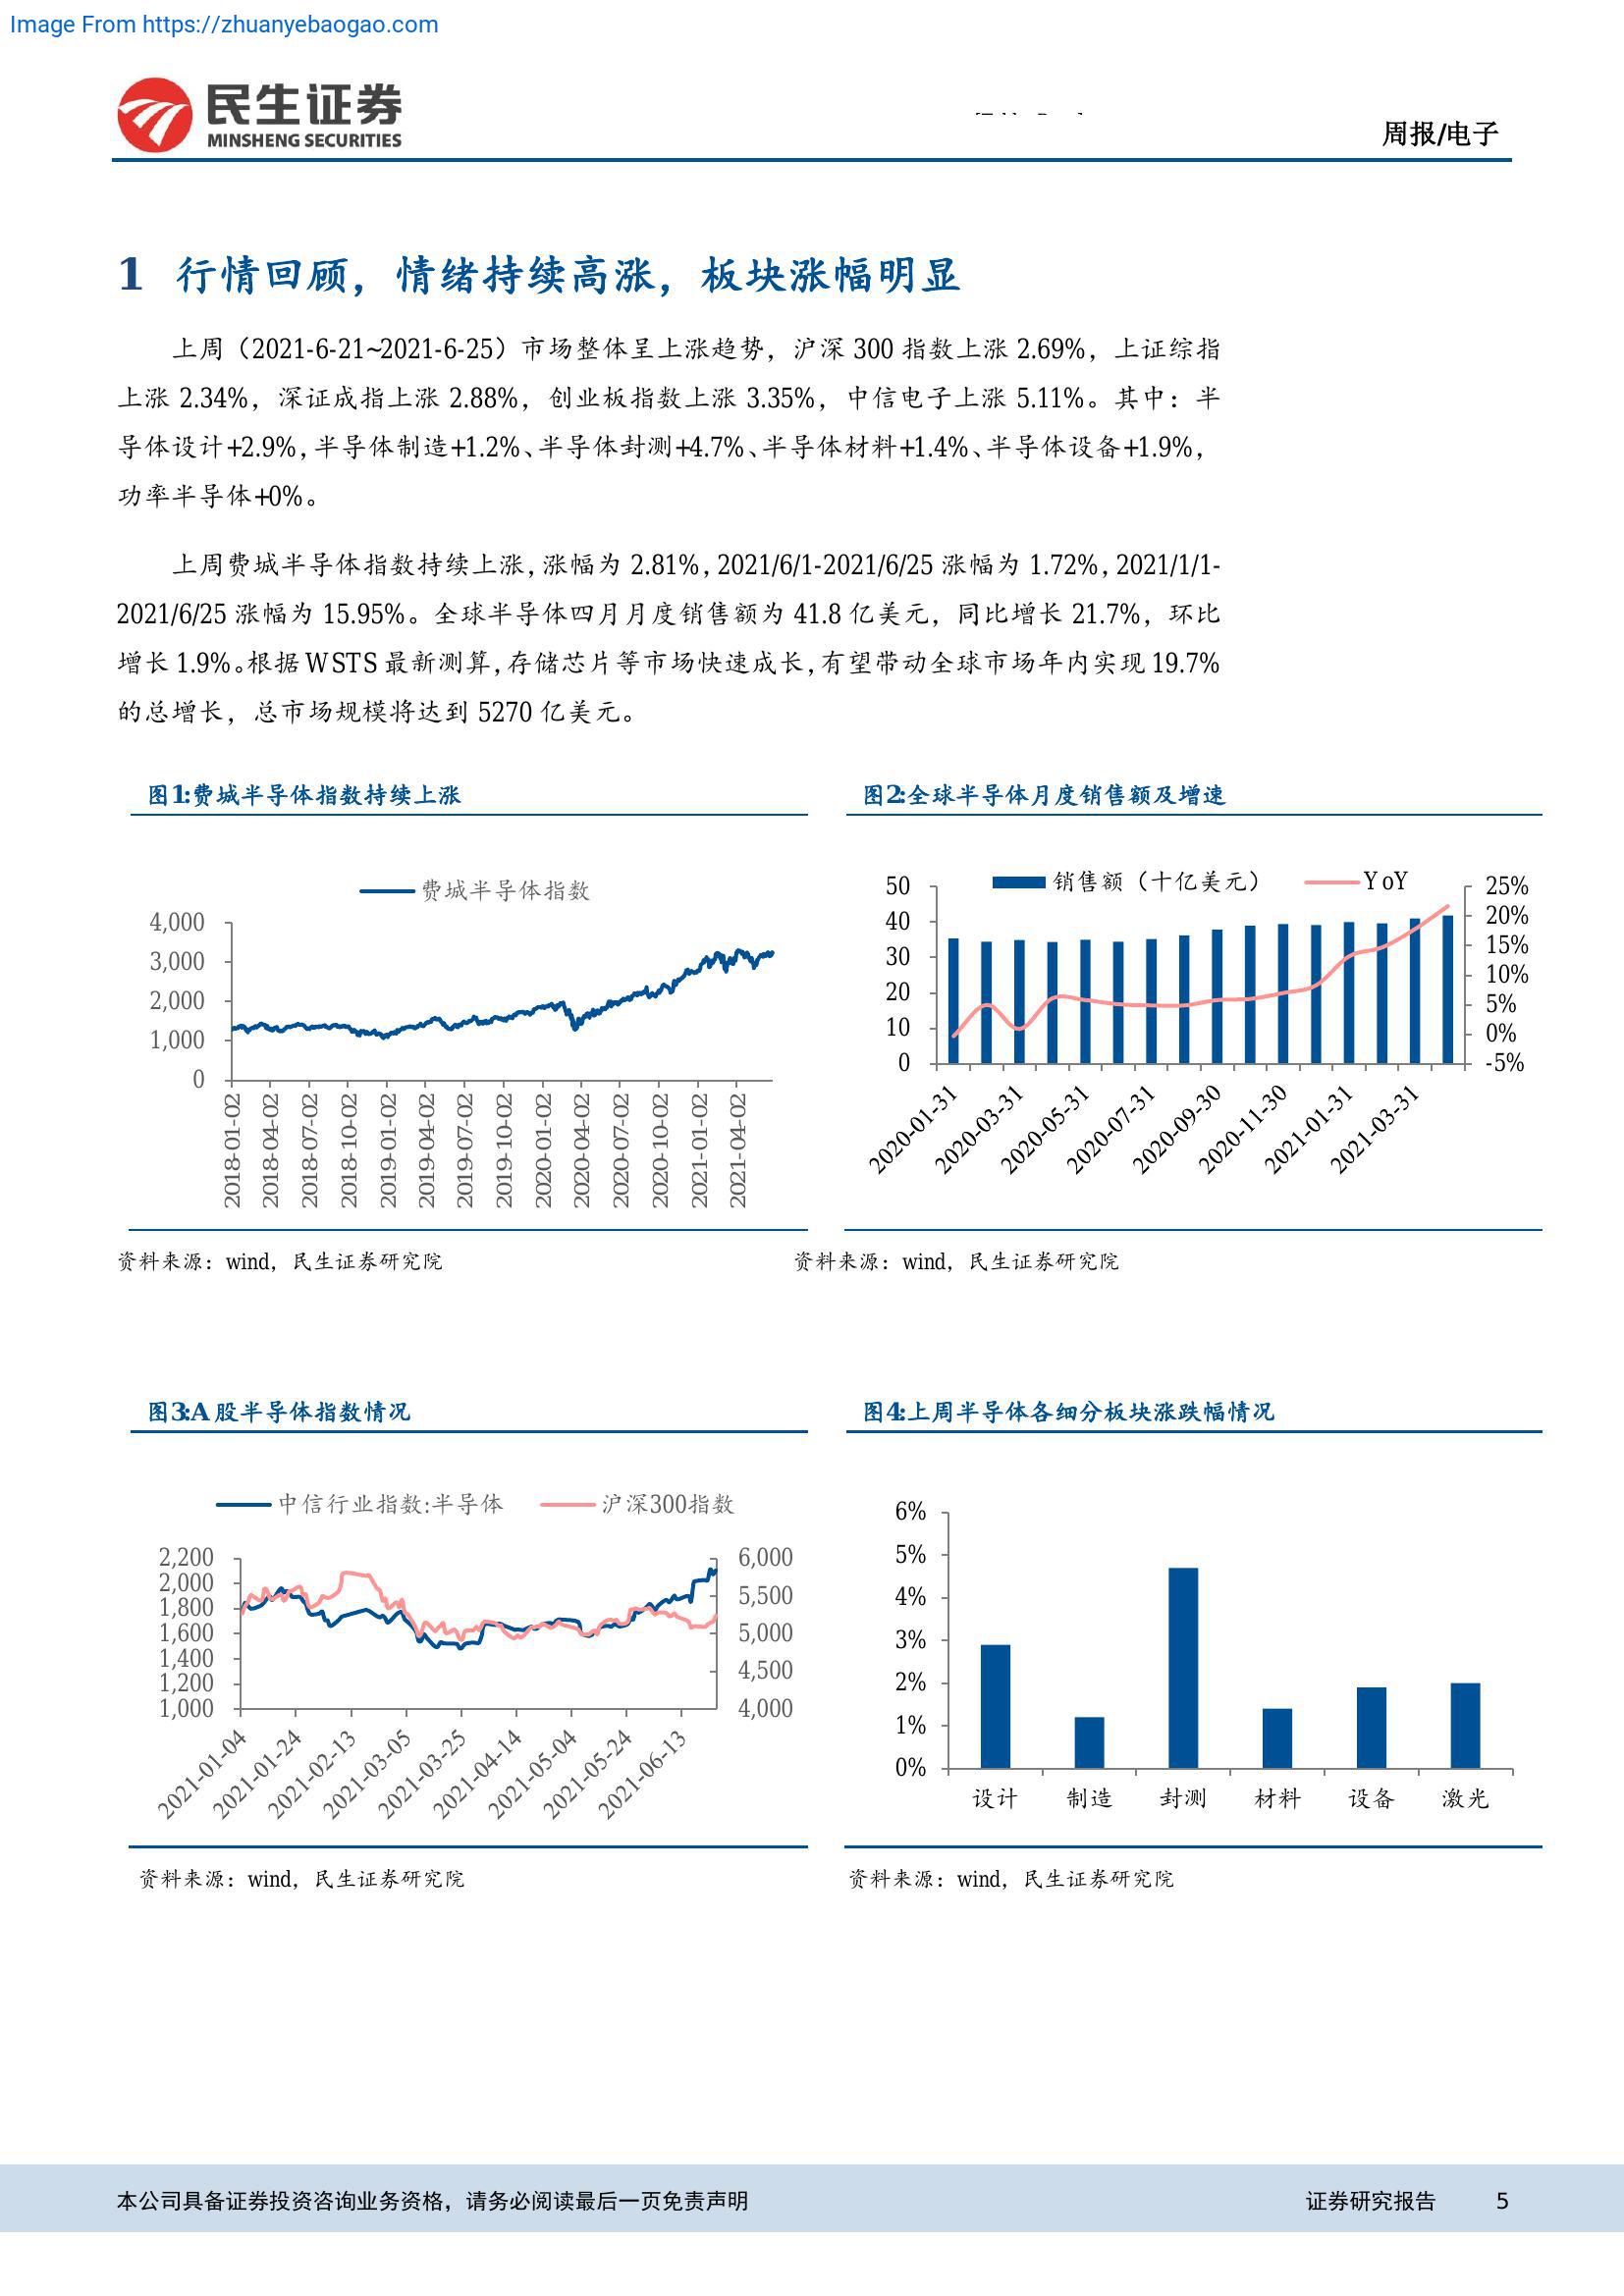 Image From https://zhuanyebaogao.com
民生证券
MINSHENG SECURITIES
周报/电子
1 行情回顾，情绪持续高涨，板块涨幅明显
上周（2021-6-21~2021-6-25）市场整体呈上涨趋势，沪深 300 指数上涨 2.69%，上证综指
上涨 2.34%，深证成指上涨 2.88%，创业板指数上涨 3.35%，中信电子上涨 5.11%。其中：半
导体设计+2.9%，半导体制造+1.2%、半导体封测+4.7%、半导体材料+1.4%、半导体设备+1.9%，
功率半导体+0%。
上周费城半导体指数持续上涨，涨幅为 2.81%，2021/6/1-2021/6/25 涨幅为 1.72%，2021/1/1-
2021/6/25 涨幅为 15.95%。全球半导体四月月度销售额为 41.8 亿美元，同比增长 21.7%，环比
增长 1.9%。根据 WSTS 最新测算，存储芯片等市场快速成长，有望带动全球市场年内实现 19.7%
的总增长，总市场规模将达到 5270 亿美元。
图1:费城半导体指数持续上涨
费城半导体指数
4,000
3,000
2,000
1,000
0
2018-01-02
2018-04-02
2018-07-02
2018-10-02
2019-01-02
2019-04-02
2019-07-02
2019-10-02
2020-01-02
2020-04-02
2020-07-02
2020-10-02
2021-01-02
2021-04-02
资料来源：wind，民生证券研究院
图2:全球半导体月度销售额及增速
销售额（十亿美元）
YoY
50
40
30
20
10
0
25%
20%
15%
10%
5%
0%
-5%
2020-01-31
2020-03-31
2020-05-31
2020-07-31
2020-09-30
2020-11-30
2021-01-31
2021-03-31
资料来源：wind，民生证券研究院
图3:A 股半导体指数情况
中信行业指数:半导体
沪深300指数
2,200
2,000
1,800
1,600
1,400
1,200
1,000
6,000
5,500
5,000
4,500
4,000
2021-01-04
2021-01-24
2021-02-13
2021-03-05
2021-03-25
2021-04-14
2021-05-04
2021-05-24
2021-06-13
资料来源：wind，民生证券研究院
图4:上周半导体各细分板块涨跌幅情况
6%
5%
4%
3%
2%
1%
0%
设计 制造 封测 材料 设备 激光
资料来源：wind，民生证券研究院
本公司具备证券投资咨询业务资格，请务必阅读最后一页免责声明
证券研究报告 5